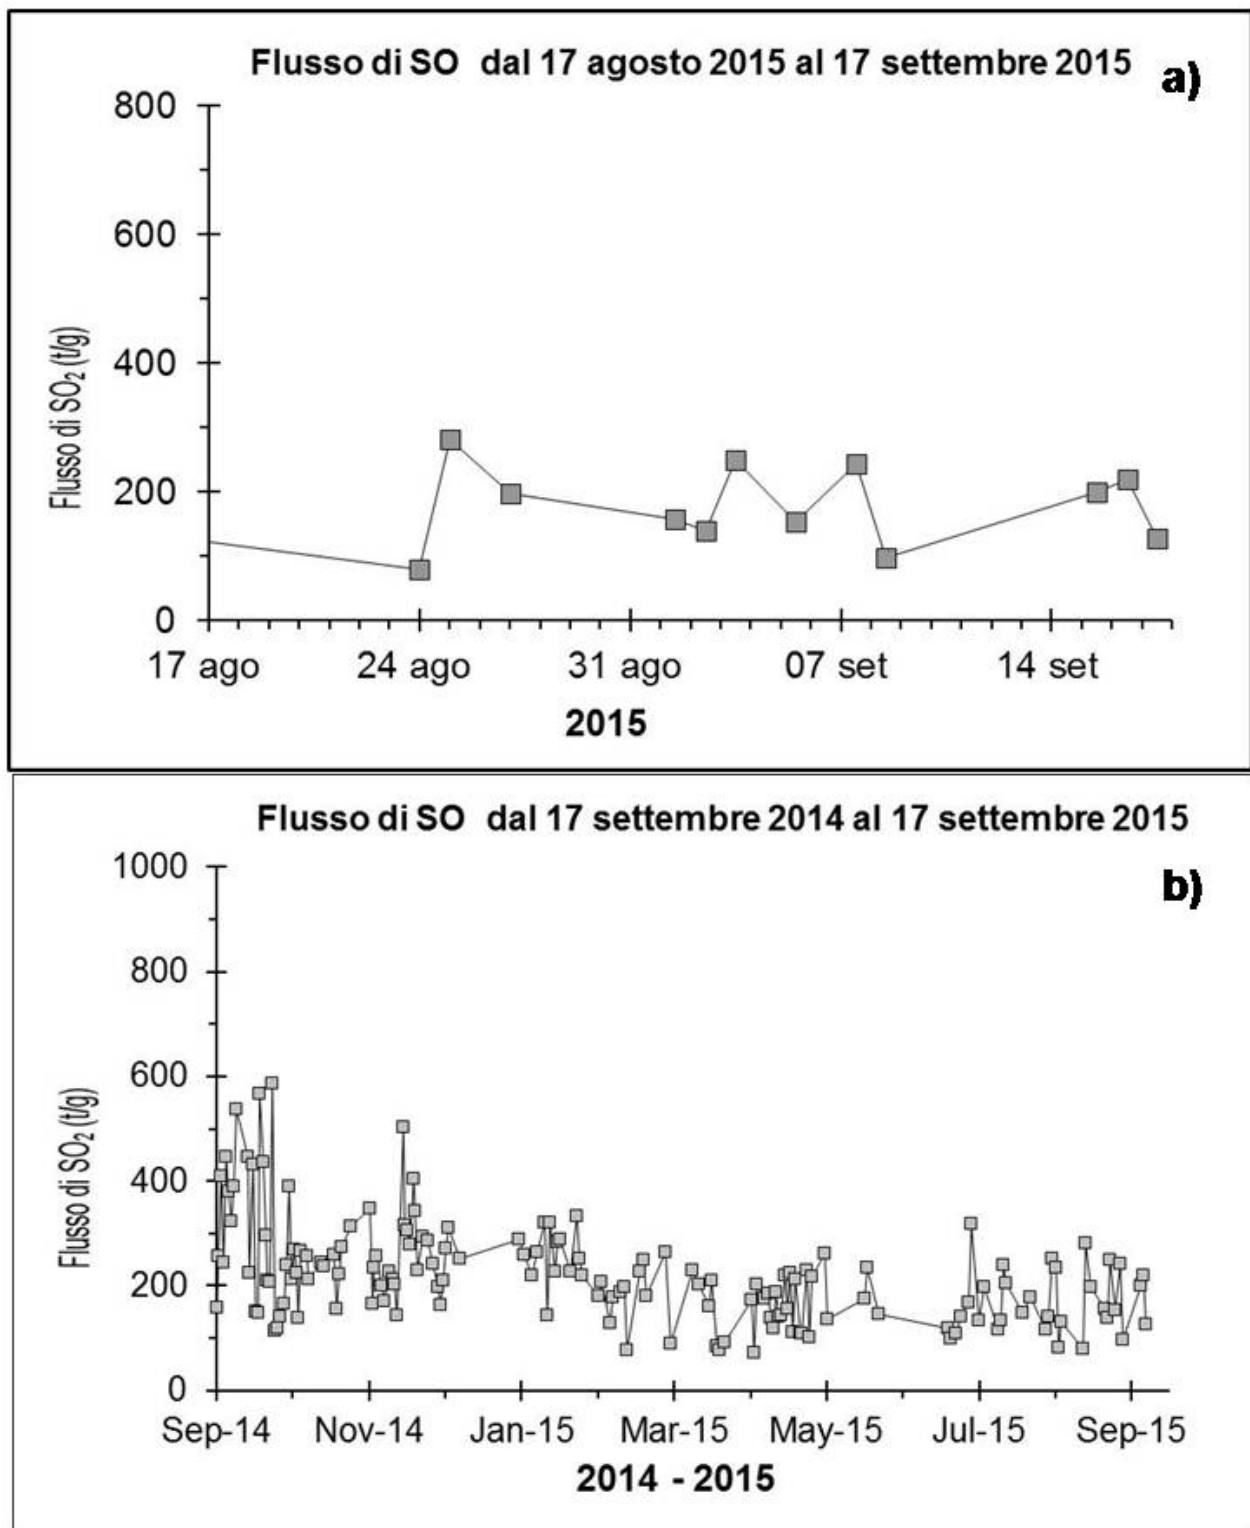 Flusso di SO dal 17 agosto 2015 al 17 settembre 2015
a)
800
600
400
200
0
Flusso di SO₂ (t/g)
17 ago 24 ago 31 ago 07 set 14 set
2015
Flusso di SO dal 17 settembre 2014 al 17 settembre 2015
b)
1000
800
600
400
200
0
Flusso di SO₂ (t/g)
Sep-14 Nov-14 Jan-15 Mar-15 May-15 Jul-15 Sep-15
2014 - 2015